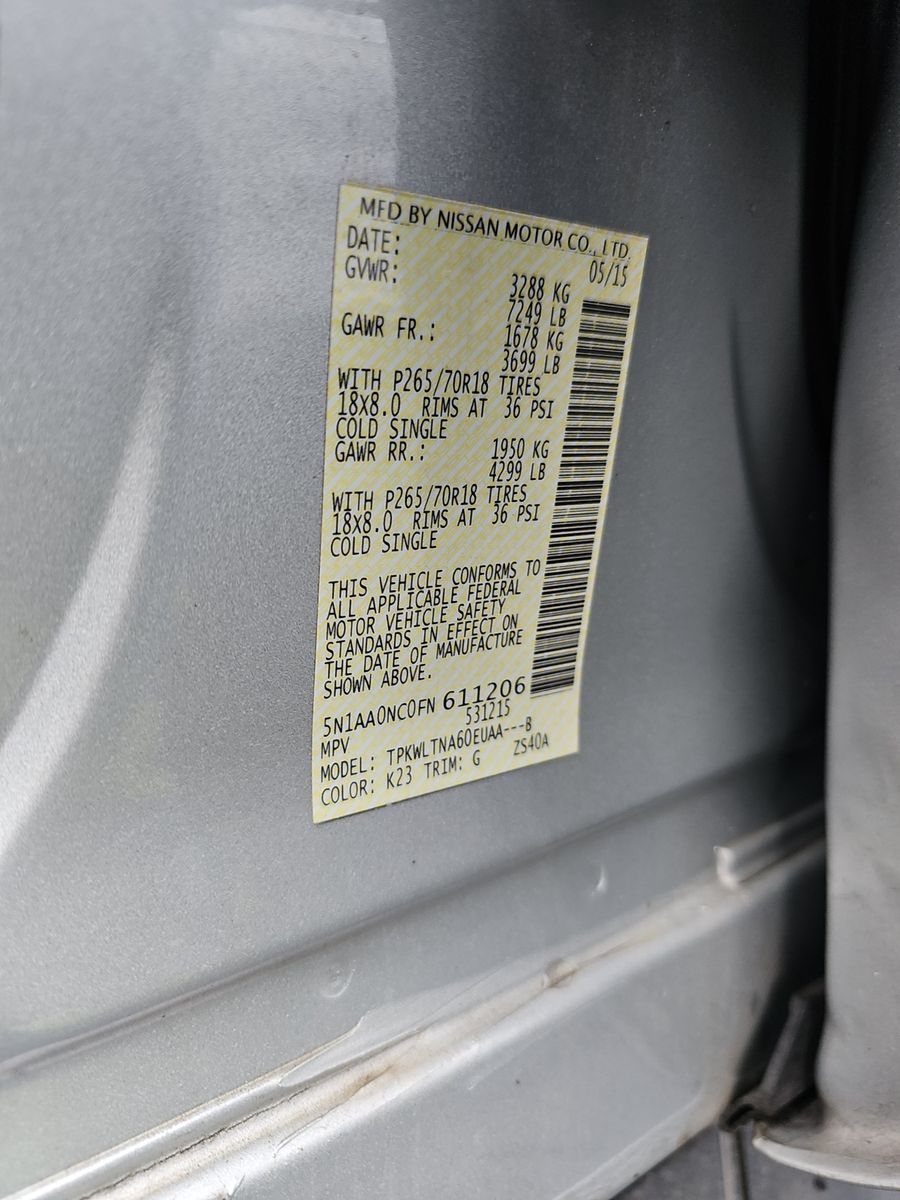 MFD BY NISSAN MOTOR CO., LTD.
DATE: 05/15
GVWR: 3288 KG
7249 LB
GAWR FR.: 1678 KG
3699 LB
WITH P265/70R18 TIRES
18X8.0 RIMS AT 36 PSI
COLD SINGLE
GAWR RR.: 1950 KG
4299 LB
WITH P265/70R18 TIRES
18X8.0 RIMS AT 36 PSI
COLD SINGLE
THIS VEHICLE CONFORMS TO
ALL APPLICABLE FEDERAL
MOTOR VEHICLE SAFETY
STANDARDS IN EFFECT ON
THE DATE OF MANUFACTURE
SHOWN ABOVE.
5N1AA0NC0FN 611206
MPV 531215
MODEL: TPKWLTNA60EUAA---B
COLOR: K23 TRIM: G ZS40A